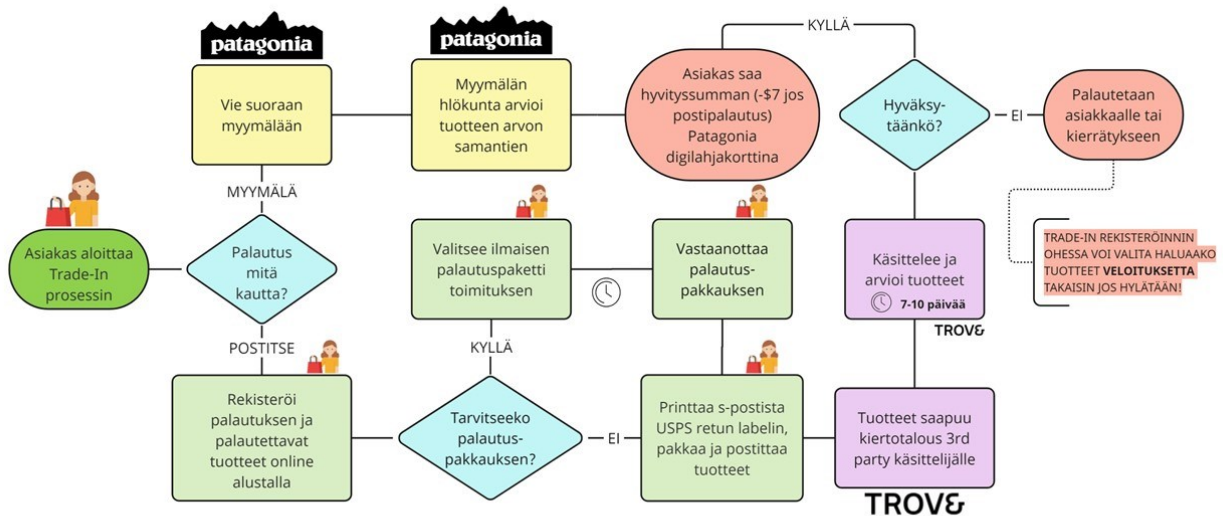 patagonia
Vie suoraan
myymälään
patagonia
Myymälän
hlökunta arvioi
tuotteen arvon
samantien
Asiakas saa
hyvityssumman (-$7 jos
postipalautus)
Patagonia
digilahjakorttina
KYLLÄ
Hyväksy-
täänkö?
EI
Palautetaan
asiakkaalle tai
kierrätykseen
MYYMÄLÄ
Asiakas aloittaa
Trade-In
prosessin
Palautus
mitä
kautta?
Valitsee ilmaisen
palautuspaketti
toimituksen
Vastaanottaa
palautus-
pakkauksen
Käsittelee ja
arvioi tuotteet
7-10 päivää
TROV&
TRADE-IN REKISTERÖINNIN
OHESSA VOI VALITA HALUAAKO
TUOTTEET VELOITUKSETTA
TAKAISIN JOS HYLÄTÄÄN!
POSTITSE
KYLLÄ
Rekisteröi
palautuksen ja
palautettavat
tuotteet online
alustalla
Tarvitseeko
palautus-
pakkauksen?
EI
Printtaa s-postista
USPS retun labelin,
pakkaa ja postittaa
tuotteet
Tuotteet saapuu
kiertotalous 3rd
party käsittelijälle
TROV&